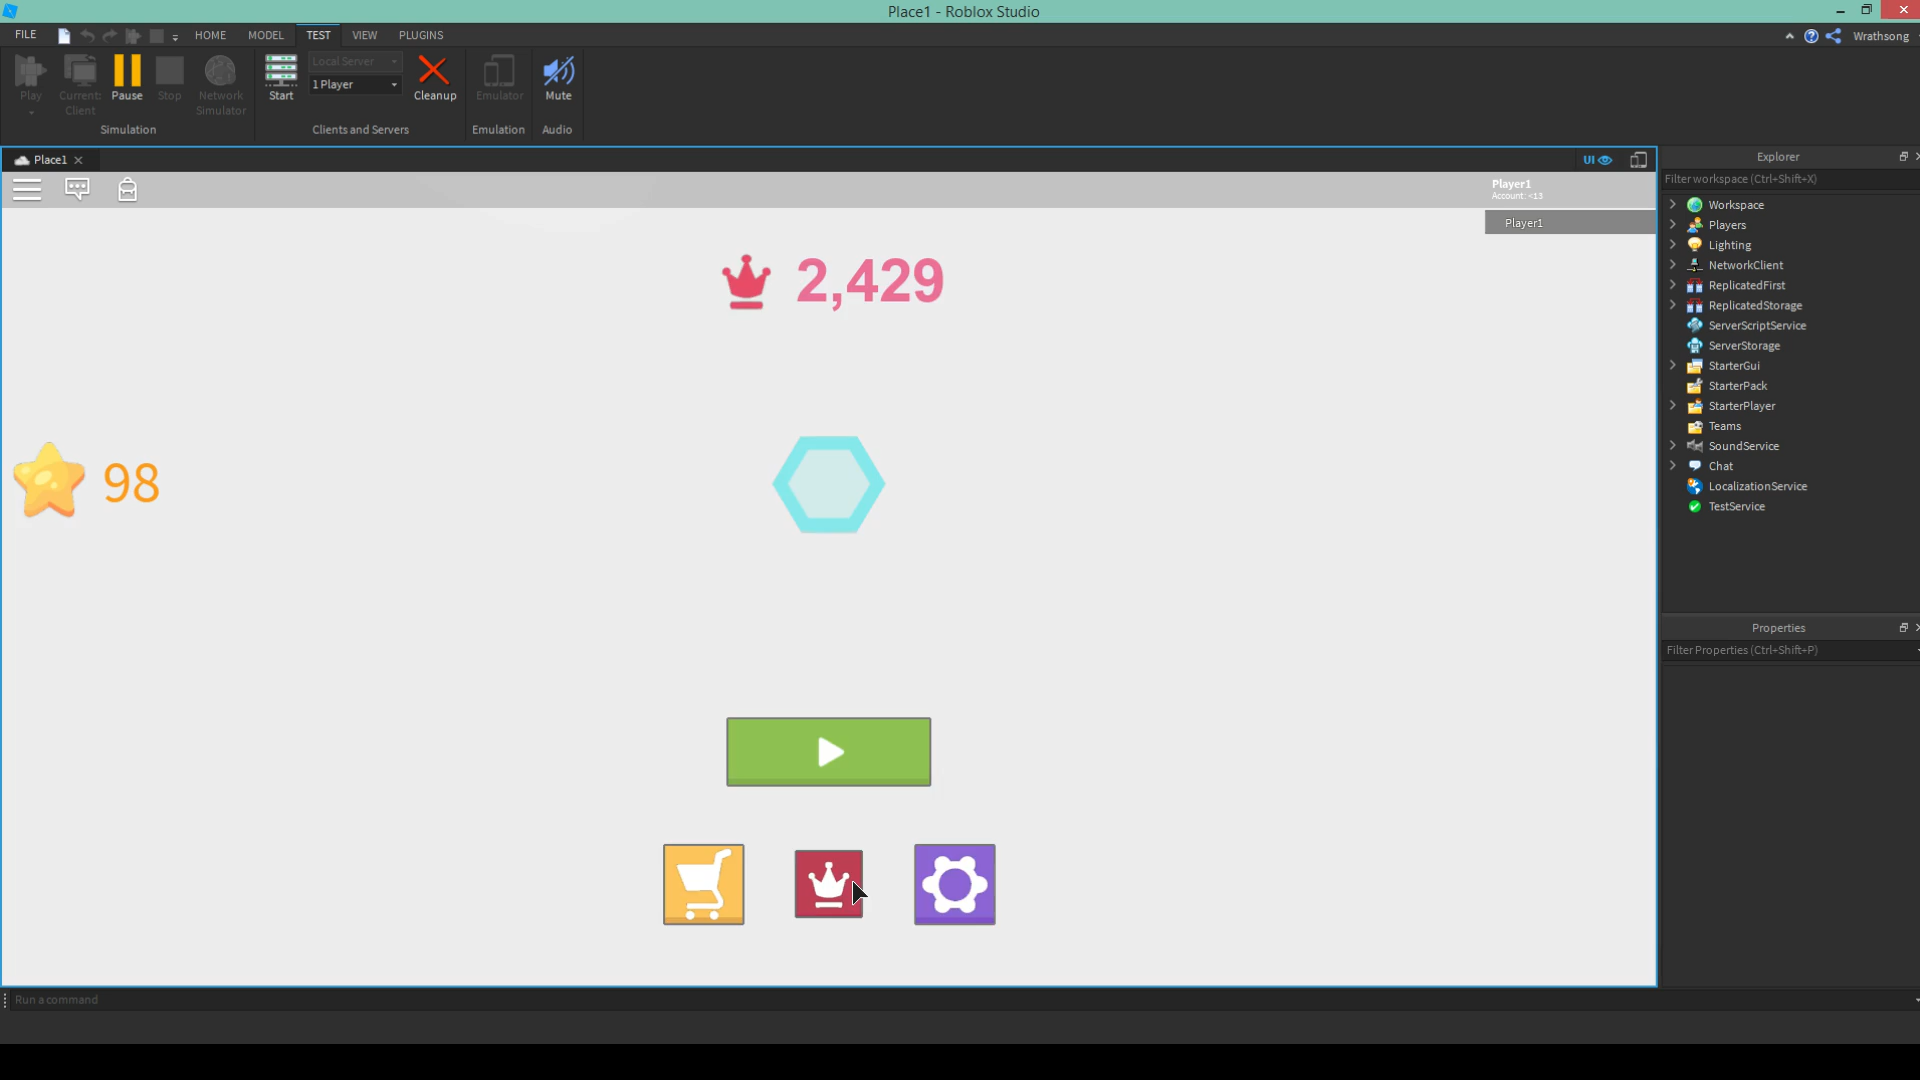 Place1 - Roblox Studio
FILE HOME MODEL TEST VIEW PLUGINS Wrathsong
Play Current Client Pause Stop Network Simulator Start Local Server 1 Player Cleanup Emulator Mute
Simulation Clients and Servers Emulation Audio
Place1 UI
Explorer
Filter workspace (Ctrl+Shift+X)
Player1
Account: <13
Player1
Workspace
Players
Lighting
NetworkClient
ReplicatedFirst
ReplicatedStorage
ServerScriptService
ServerStorage
StarterGui
StarterPack
StarterPlayer
Teams
SoundService
Chat
LocalizationService
TestService
2,429
98
Properties
Filter Properties (Ctrl+Shift+P)
Run a command